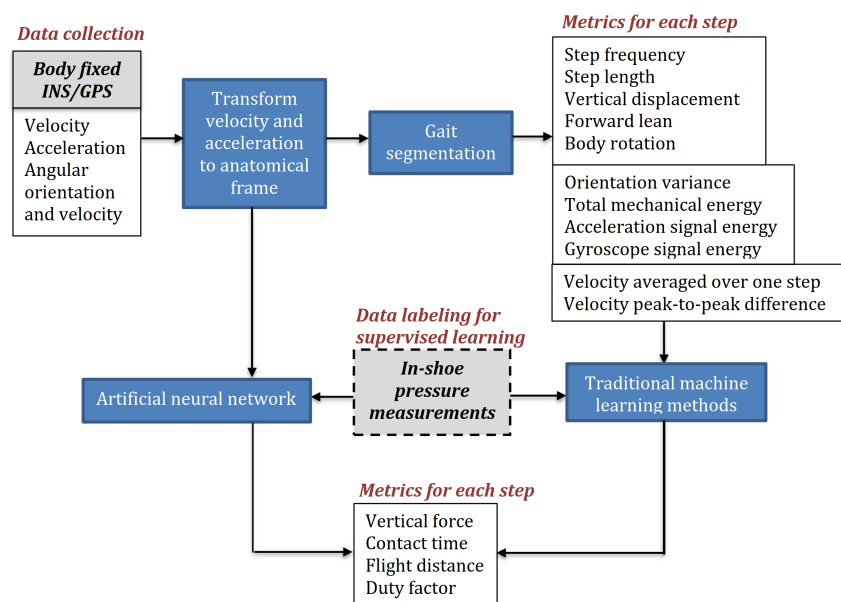 Data collection
Body fixed
INS/GPS
Velocity
Acceleration
Angular
orientation
and velocity
Transform
velocity and
acceleration
to anatomical
frame
Gait
segmentation
Metrics for each step
Step frequency
Step length
Vertical displacement
Forward lean
Body rotation
Orientation variance
Total mechanical energy
Acceleration signal energy
Gyroscope signal energy
Velocity averaged over one step
Velocity peak-to-peak difference
Data labeling for
supervised learning
In-shoe
pressure
measurements
Artificial neural
network
Traditional machine
learning methods
Metrics for each step
Vertical force
Contact time
Flight distance
Duty factor